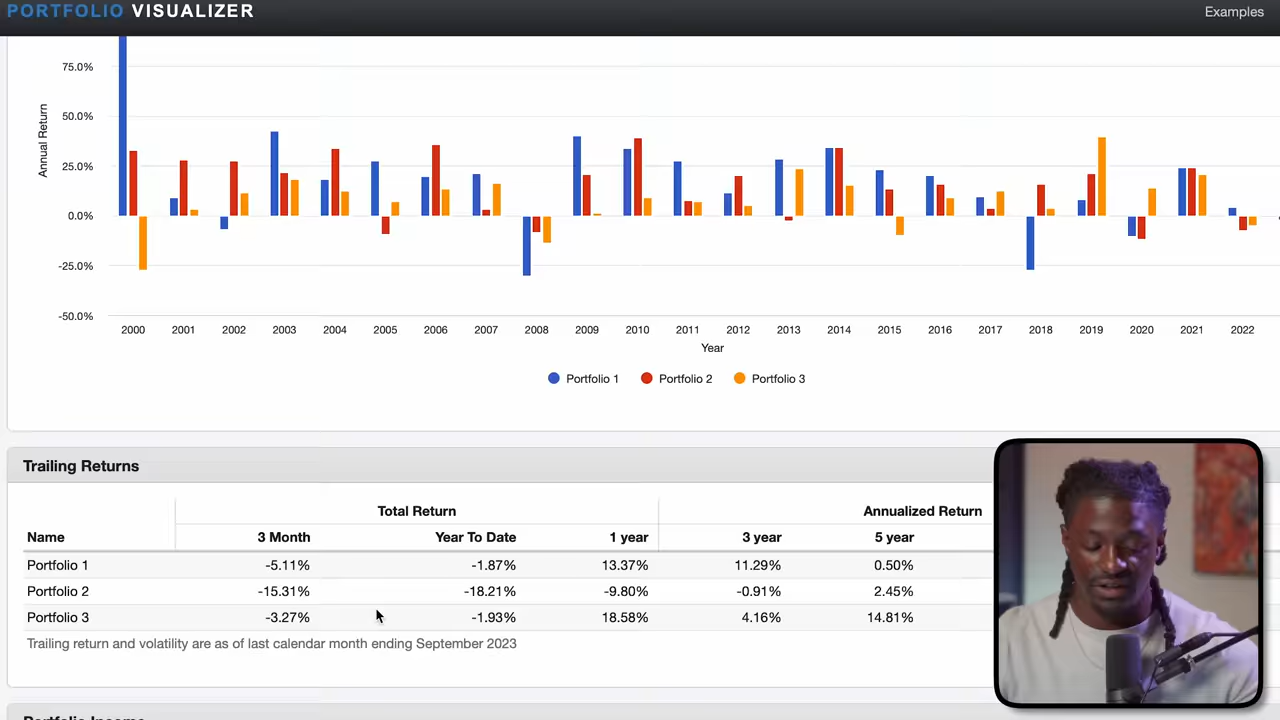 PORTFOLIO VISUALIZER
Examples
75.0%
50.0%
25.0%
0.0%
-25.0%
-50.0%
Annual Return
2000 2001 2002 2003 2004 2005 2006 2007 2008 2009 2010 2011 2012 2013 2014 2015 2016 2017 2018 2019 2020 2021 2022
Year
Portfolio 1 Portfolio 2 Portfolio 3
Trailing Returns
Total Return Annualized Return
Name 3 Month Year To Date 1 year 3 year 5 year
Portfolio 1 -5.11% -1.87% 13.37% 11.29% 0.50%
Portfolio 2 -15.31% -18.21% -9.80% -0.91% 2.45%
Portfolio 3 -3.27% -1.93% 18.58% 4.16% 14.81%
Trailing return and volatility are as of last calendar month ending September 2023
Portfolio Income